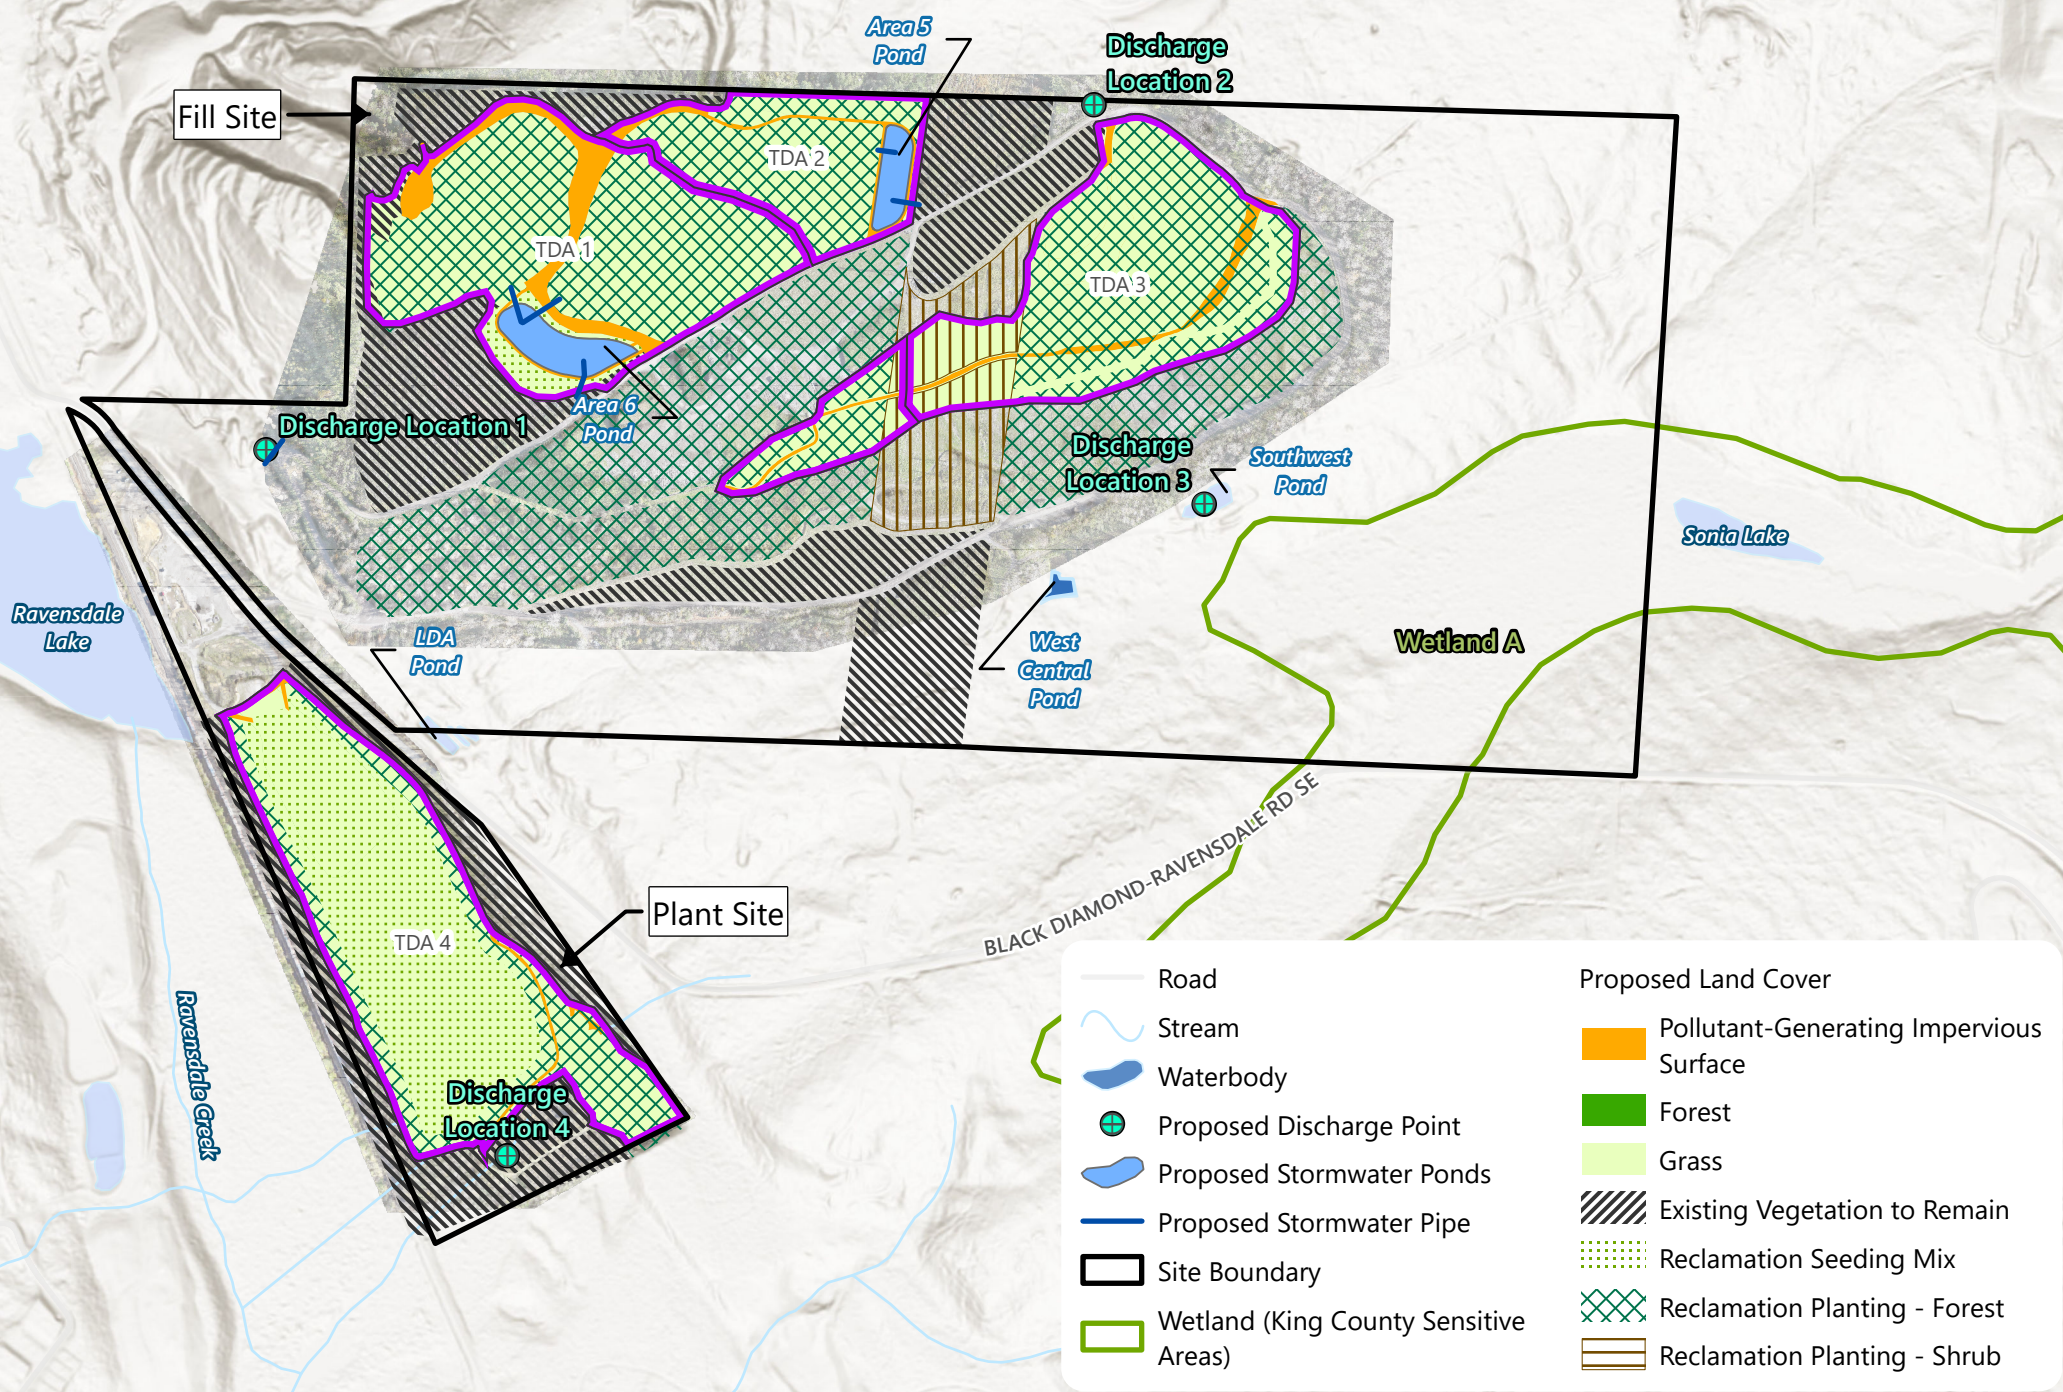 Area 5
Pond
Discharge
Location 2
Fill Site
TDA 2
TDA 1
TDA 3
Area 6
Pond
Discharge Location 1
Discharge
Location 3
Southwest
Pond
Sonia Lake
Ravensdale
Lake
LDA
Pond
West
Central
Pond
Wetland A
BLACK DIAMOND-RAVENSDALE RD SE
Plant Site
TDA 4
Ravensdale Creek
Discharge
Location 4
Road
Stream
Waterbody
Proposed Discharge Point
Proposed Stormwater Ponds
Proposed Stormwater Pipe
Site Boundary
Wetland (King County Sensitive
Areas)
Proposed Land Cover
Pollutant-Generating Impervious
Surface
Forest
Grass
Existing Vegetation to Remain
Reclamation Seeding Mix
Reclamation Planting - Forest
Reclamation Planting - Shrub